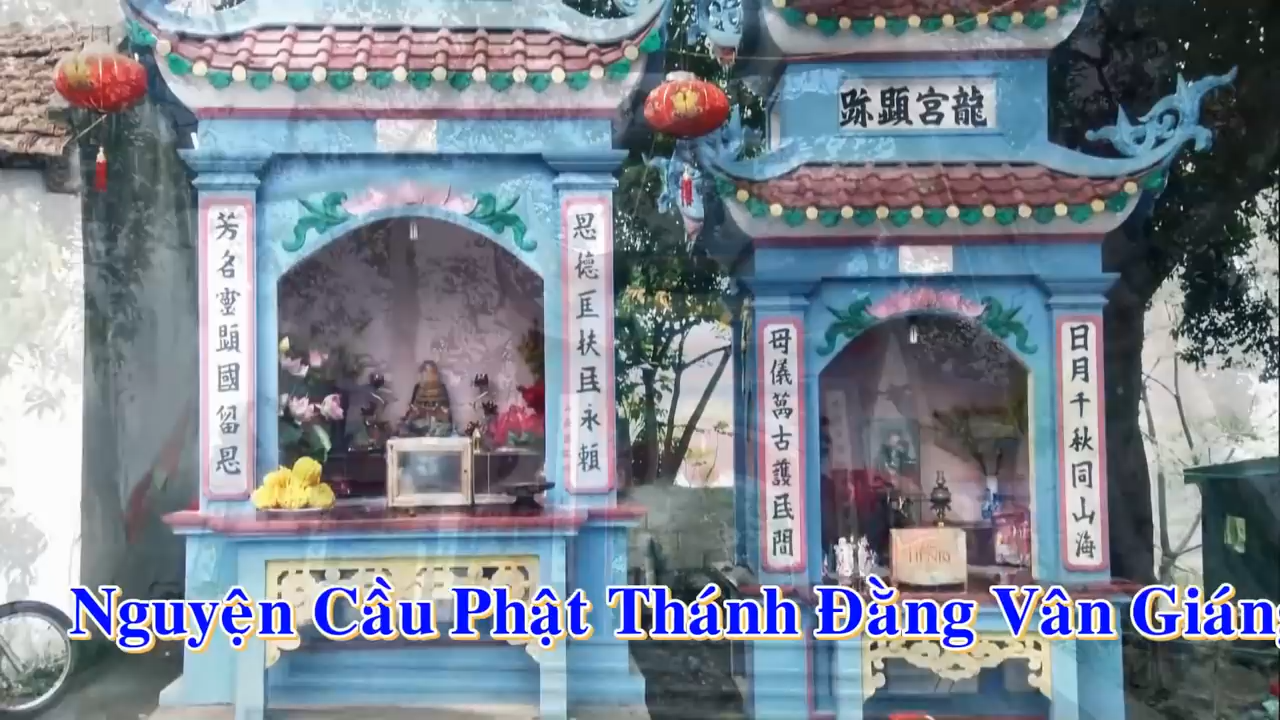 跡顯宮龍
芳名靈顕國留恩
恩德匡扶民永賴
母儀萬古護民間
日月千秋同山海
Nguyện Cầu Phật Thánh Đằng Vân Giáng